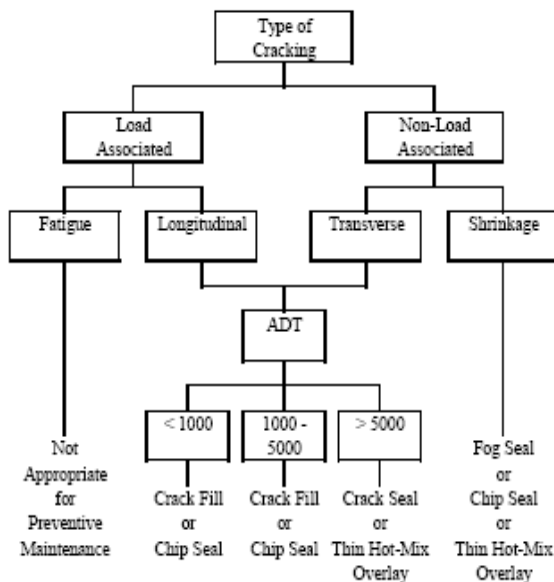 Type of
Cracking
Load
Associated
Non-Load
Associated
Fatigue
Longitudinal
Transverse
Shrinkage
ADT
< 1000
1000 -
5000
> 5000
Not
Appropriate
for
Preventive
Maintenance
Crack Fill
or
Chip Seal
Crack Fill
or
Chip Seal
Crack Seal
or
Thin Hot-Mix
Overlay
Fog Seal
or
Chip Seal
or
Thin Hot-Mix
Overlay